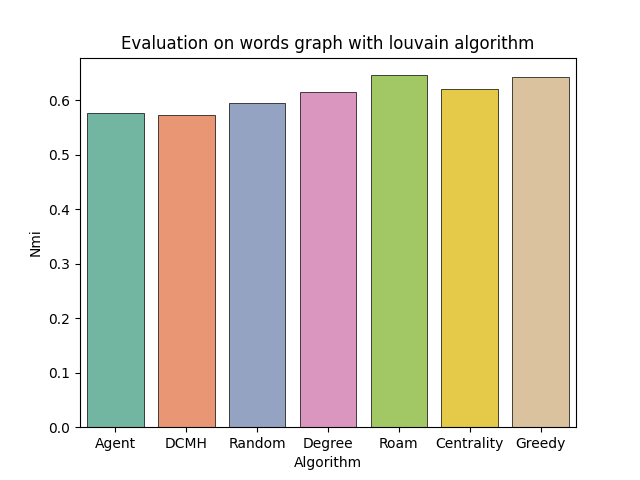 Evaluation on words graph with louvain algorithm
Nmi
0.6
0.5
0.4
0.3
0.2
0.1
0.0
Agent DCMH Random Degree Roam Centrality Greedy
Algorithm